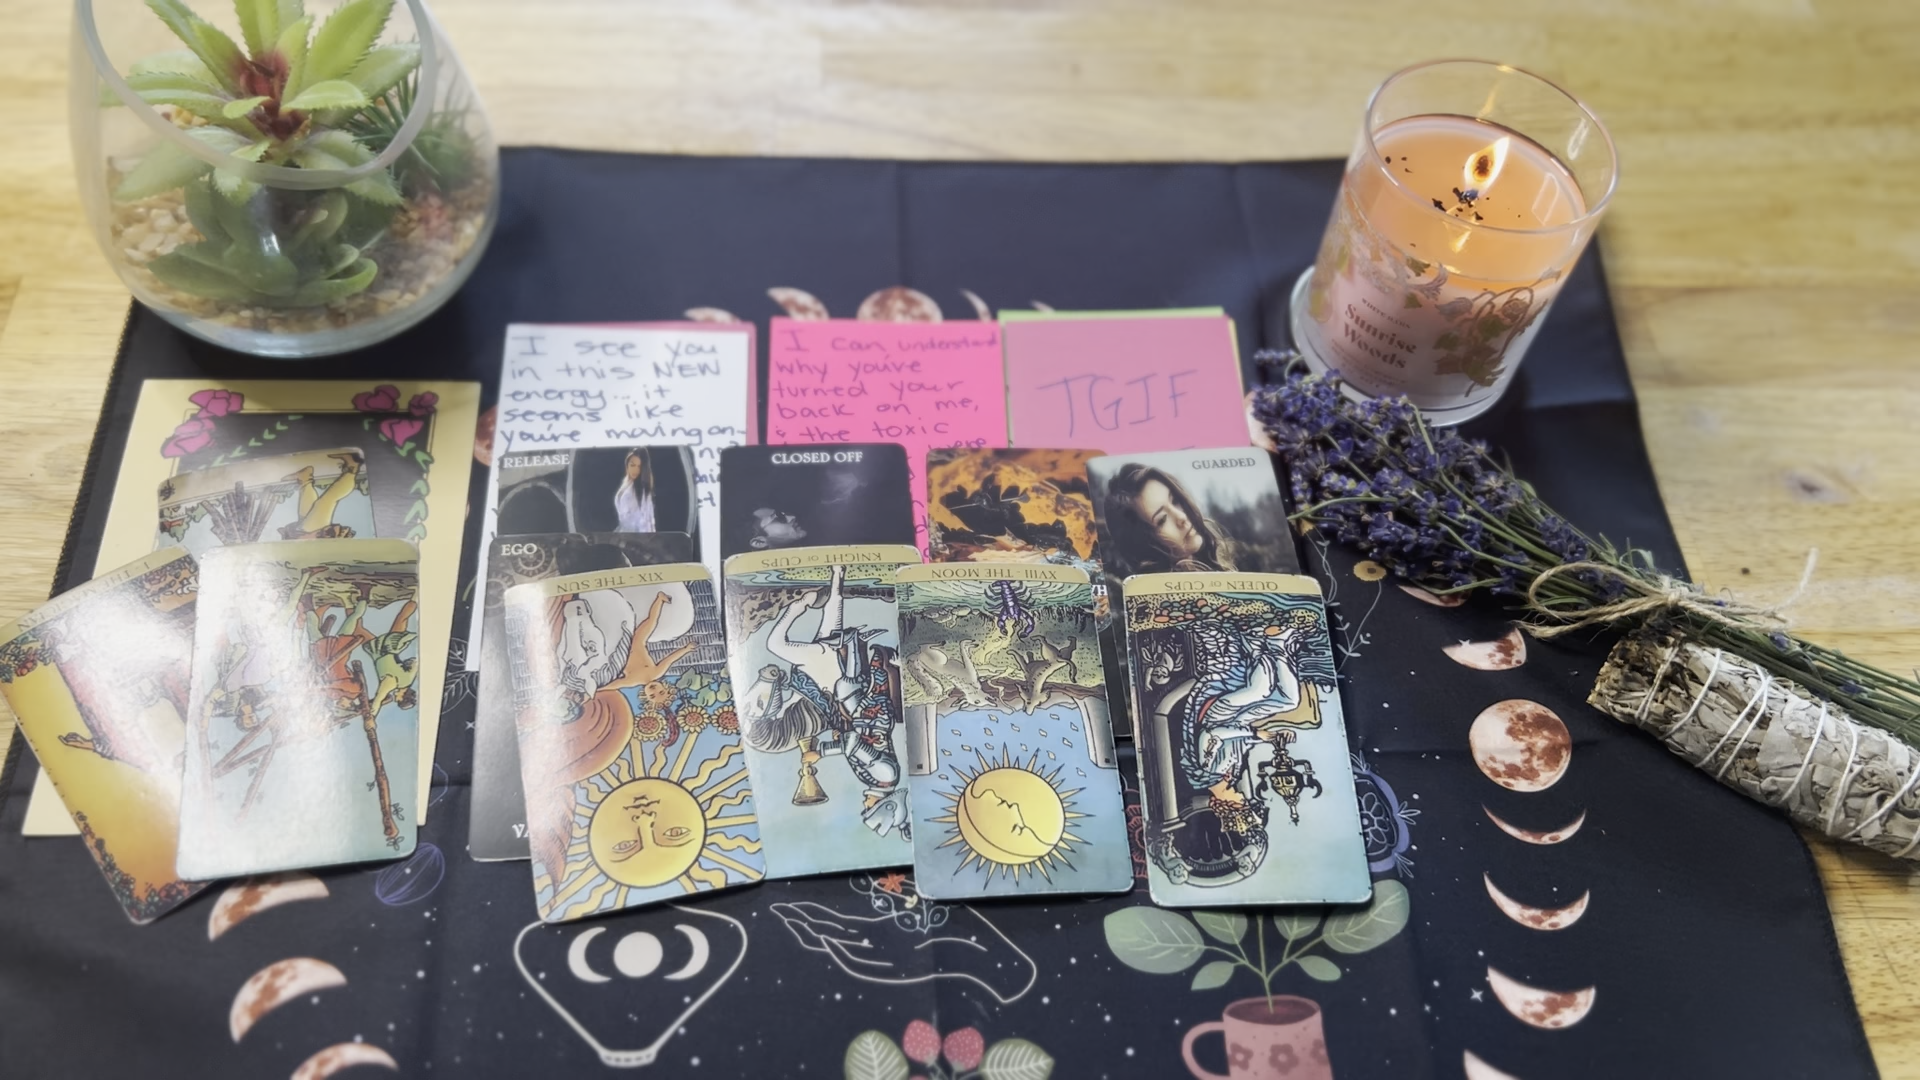 I see you
in this NEW
energy... it
seems like
you're moving on-
I can understand
why you've
turned your
back on me,
& the toxic
were
TGIF
Sunrise
Woods
RELEASE
CLOSED OFF
GUARDED
EGO
KNIGHT OF CUPS
XIX · THE SUN
XVIII · THE MOON
QUEEN OF CUPS